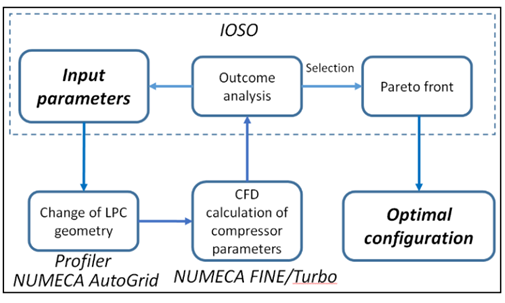 IOSO
Input
parameters
Outcome
analysis
Selection
Pareto front
Change of LPC
geometry
CFD
calculation of
compressor
parameters
Optimal
configuration
Profiler
NUMECA AutoGrid
NUMECA FINE/Turbo